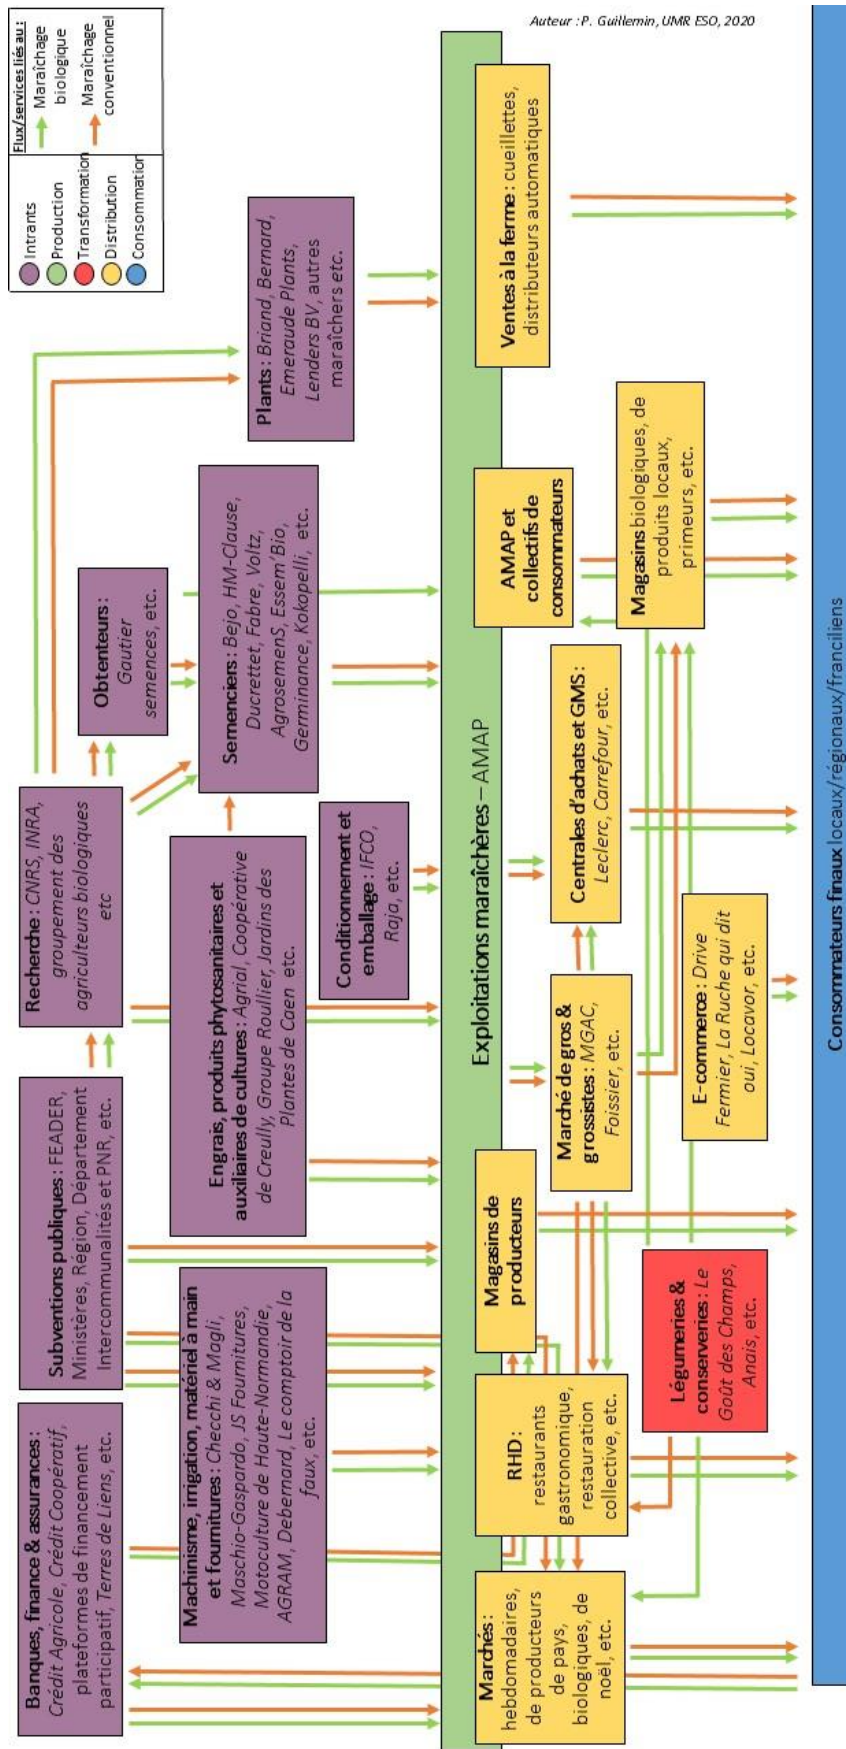 Auteur : P. Guillemin, UMR ESO, 2020
Flux/services liés au :
Maraîchage
biologique
Maraîchage
conventionnel
Intrants
Production
Transformation
Distribution
Consommation
Banques, finance & assurances :
Crédit Agricole, Crédit Coopératif,
plateformes de financement
participatif, Terres de Liens, etc.
Subventions publiques : FEADER,
Ministères, Région, Département
Intercommunalités et PNR, etc.
Recherche : CNRS, INRA,
groupement des
agriculteurs biologiques
etc
Obtenteurs :
Gautier
semences, etc.
Plants : Briand, Bernard,
Emeraude Plants,
Lenders BV, autres
maraîchers etc.
Machinisme, irrigation, matériel à main
et fournitures : Checchi & Magli,
Maschio-Gaspardo, JS Fournitures,
Motoculture de Haute-Normandie,
AGRAM, Debernard, Le comptoir de la
faux, etc.
Engrais, produits phytosanitaires et
auxiliaires de cultures : Agrial, Coopérative
de Creully, Groupe Roullier, Jardins des
Plantes de Caen etc.
Semenciers : Bejo, HM-Clause,
Ducrettet, Fabre, Voltz,
AgrosemenS, Essem'Bio,
Germinance, Kokopelli, etc.
Conditionnement et
emballage : IFCO,
Raja, etc.
Exploitations maraîchères – AMAP
Marchés :
hebdomadaires,
de producteurs
de pays,
biologiques, de
noël, etc.
RHD :
restaurants
gastronomique,
restauration
collective, etc.
Magasins de
producteurs
Marché de gros &
grossistes : MGAC,
Foissier, etc.
Centrales d'achats et GMS :
Leclerc, Carrefour, etc.
AMAP et
collectifs de
consommateurs
Ventes à la ferme : cueillettes,
distributeurs automatiques
Magasins biologiques, de
produits locaux,
primeurs, etc.
Légumeries &
conserveries : Le
Goût des Champs,
Anais, etc.
E-commerce : Drive
Fermier, La Ruche qui dit
oui, Locavor, etc.
Consommateurs finaux locaux/régionaux/franciliens